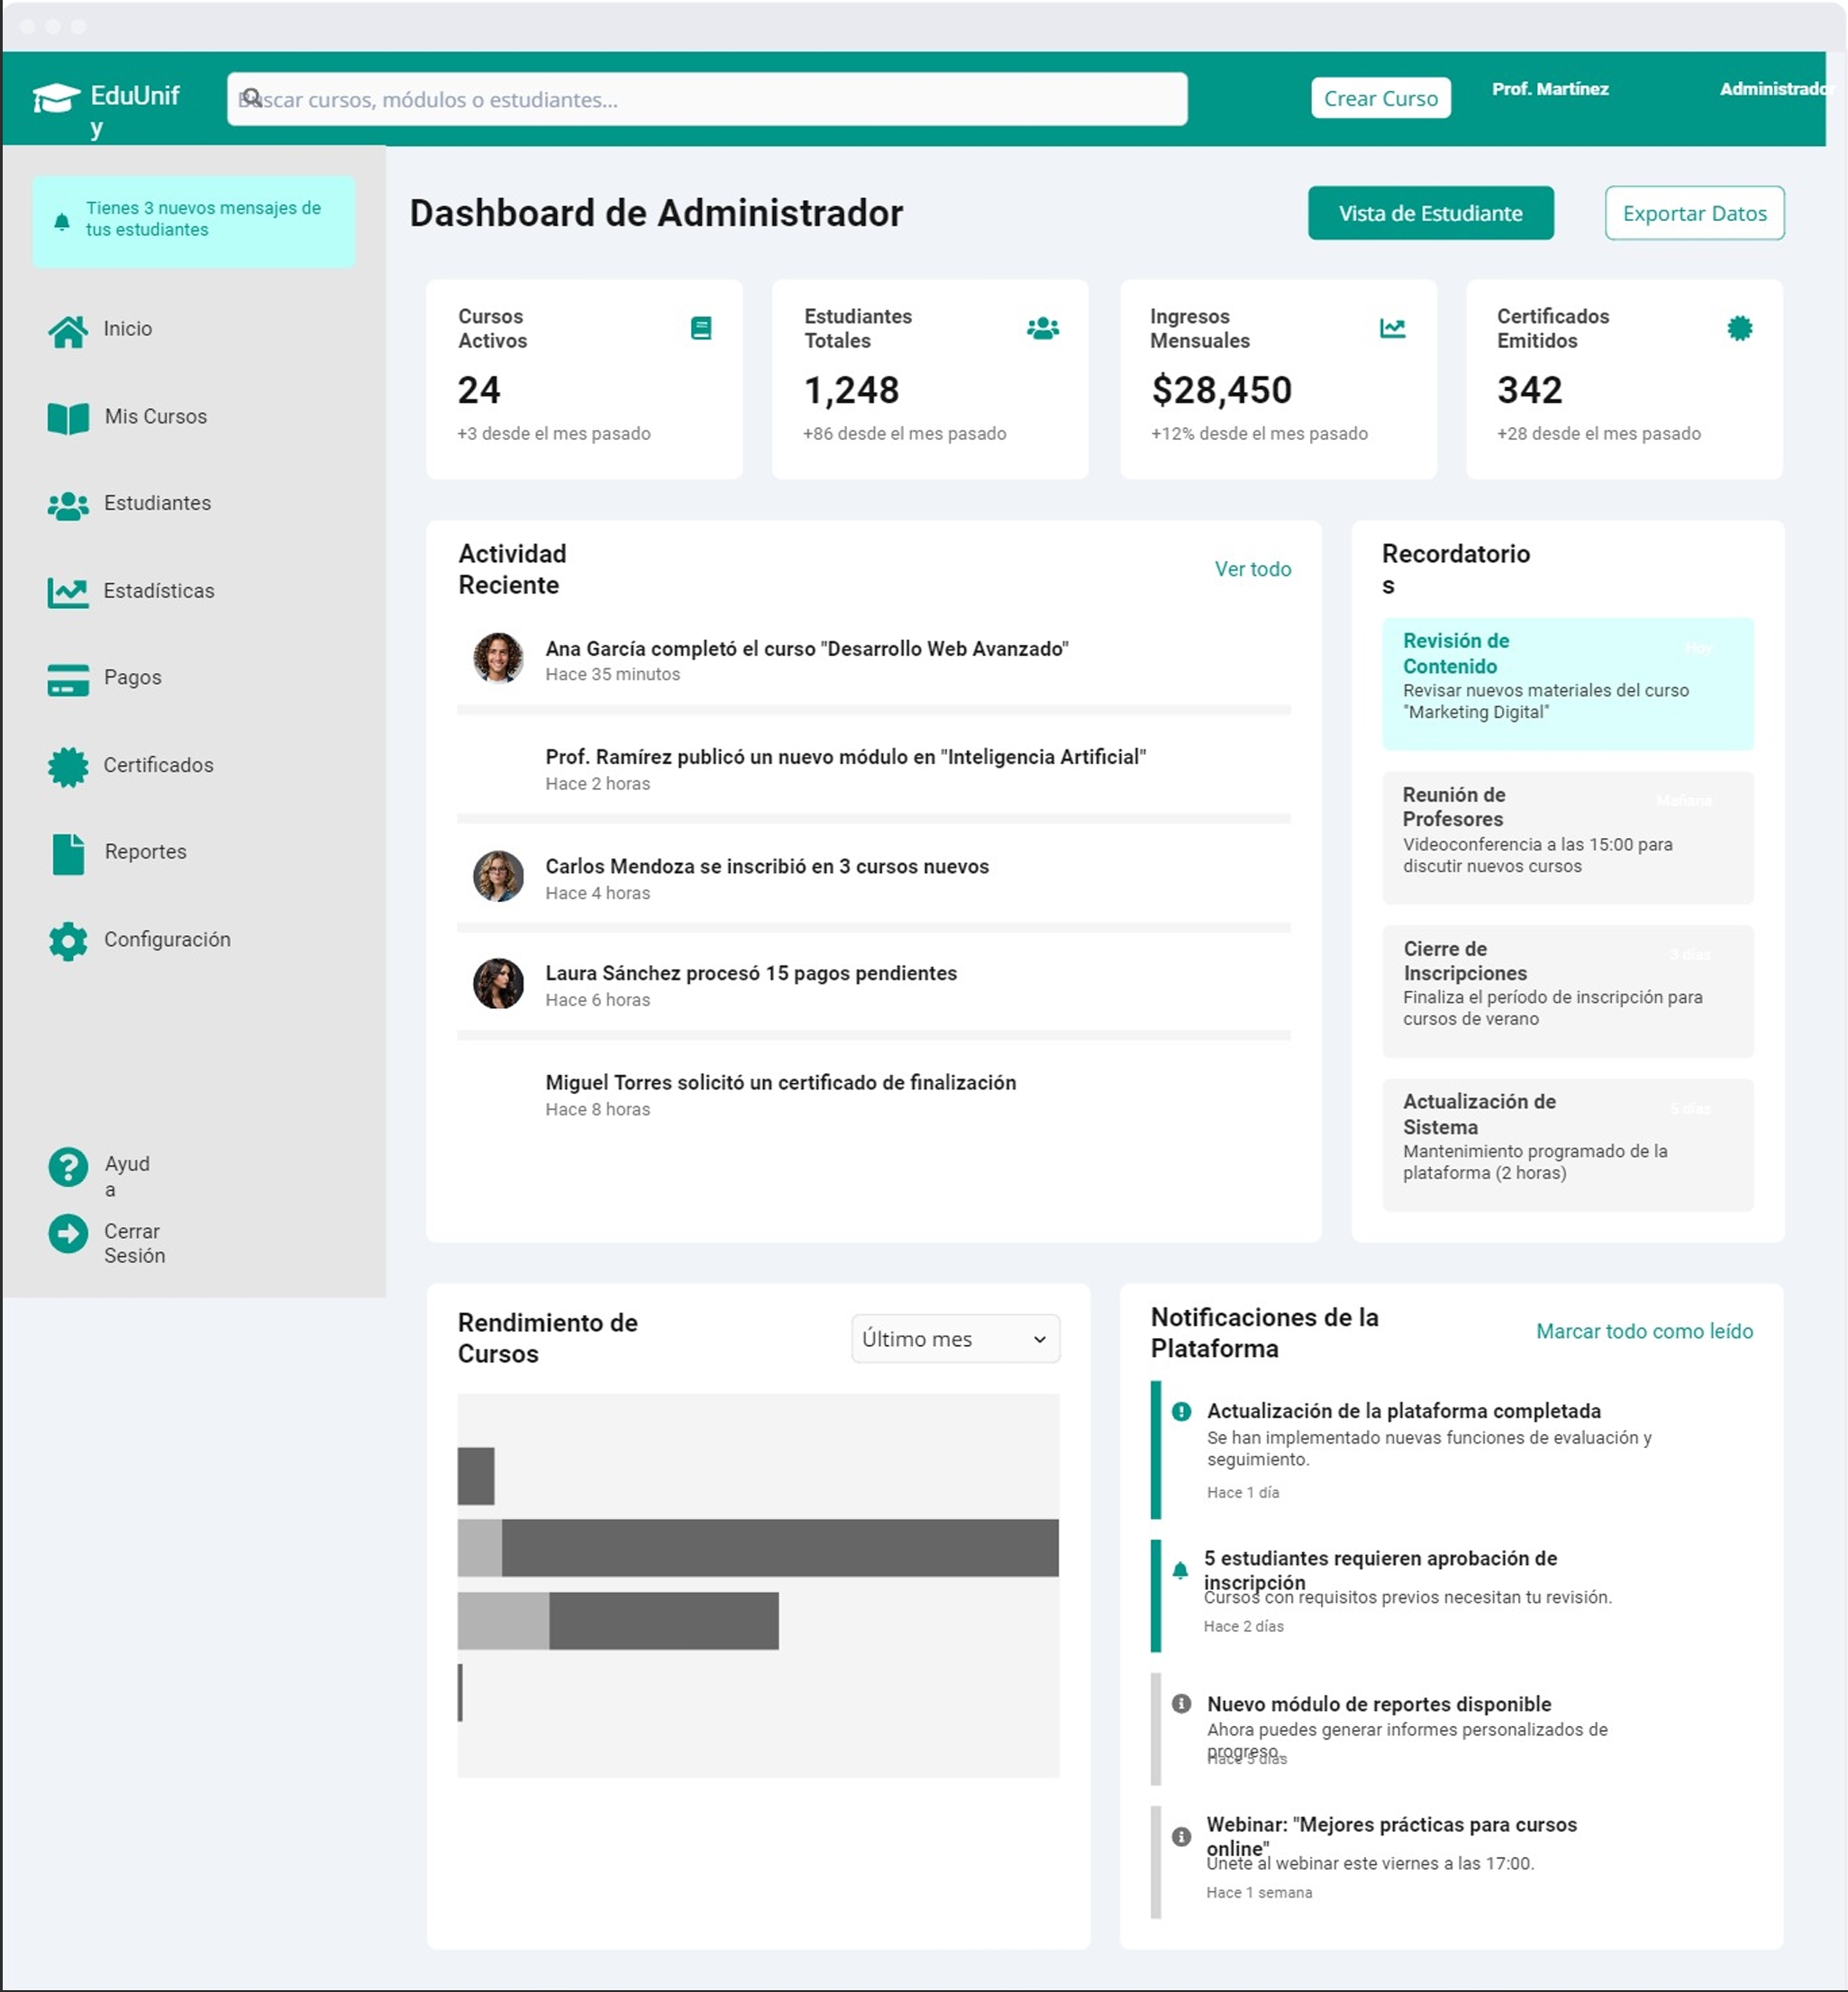 EduUnif
y
Buscar cursos, módulos o estudiantes...
Crear Curso
Prof. Martínez
Administrador
Tienes 3 nuevos mensajes de
tus estudiantes
Inicio
Mis Cursos
Estudiantes
Estadísticas
Pagos
Certificados
Reportes
Configuración
Ayud
a
Cerrar
Sesión
Dashboard de Administrador
Vista de Estudiante
Exportar Datos
Cursos
Activos
24
+3 desde el mes pasado
Estudiantes
Totales
1,248
+86 desde el mes pasado
Ingresos
Mensuales
$28,450
+12% desde el mes pasado
Certificados
Emitidos
342
+28 desde el mes pasado
Actividad
Reciente
Ver todo
Ana García completó el curso "Desarrollo Web Avanzado"
Hace 35 minutos
Prof. Ramírez publicó un nuevo módulo en "Inteligencia Artificial"
Hace 2 horas
Carlos Mendoza se inscribió en 3 cursos nuevos
Hace 4 horas
Laura Sánchez procesó 15 pagos pendientes
Hace 6 horas
Miguel Torres solicitó un certificado de finalización
Hace 8 horas
Recordatorio
s
Revisión de
Contenido
Hoy
Revisar nuevos materiales del curso
"Marketing Digital"
Reunión de
Profesores
Mañana
Videoconferencia a las 15:00 para
discutir nuevos cursos
Cierre de
Inscripciones
3 días
Finaliza el período de inscripción para
cursos de verano
Actualización de
Sistema
5 días
Mantenimiento programado de la
plataforma (2 horas)
Rendimiento de
Cursos
Último mes
Notificaciones de la
Plataforma
Marcar todo como leído
Actualización de la plataforma completada
Se han implementado nuevas funciones de evaluación y
seguimiento.
Hace 1 día
5 estudiantes requieren aprobación de
inscripción
Cursos con requisitos previos necesitan tu revisión.
Hace 2 días
Nuevo módulo de reportes disponible
Ahora puedes generar informes personalizados de
progreso.
Hace 5 días
Webinar: "Mejores prácticas para cursos
online"
Únete al webinar este viernes a las 17:00.
Hace 1 semana